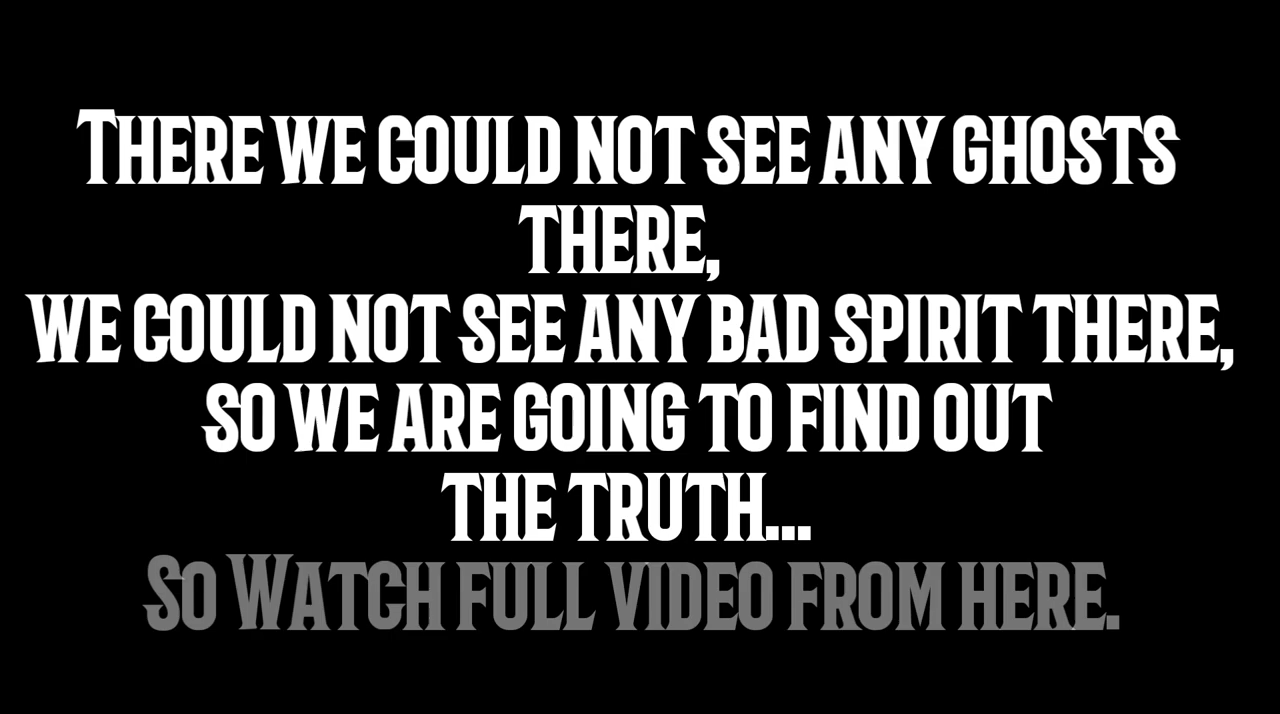 There we could not see any ghosts
there,
we could not see any bad spirit there,
so we are going to find out
the truth...
So Watch full video from here.